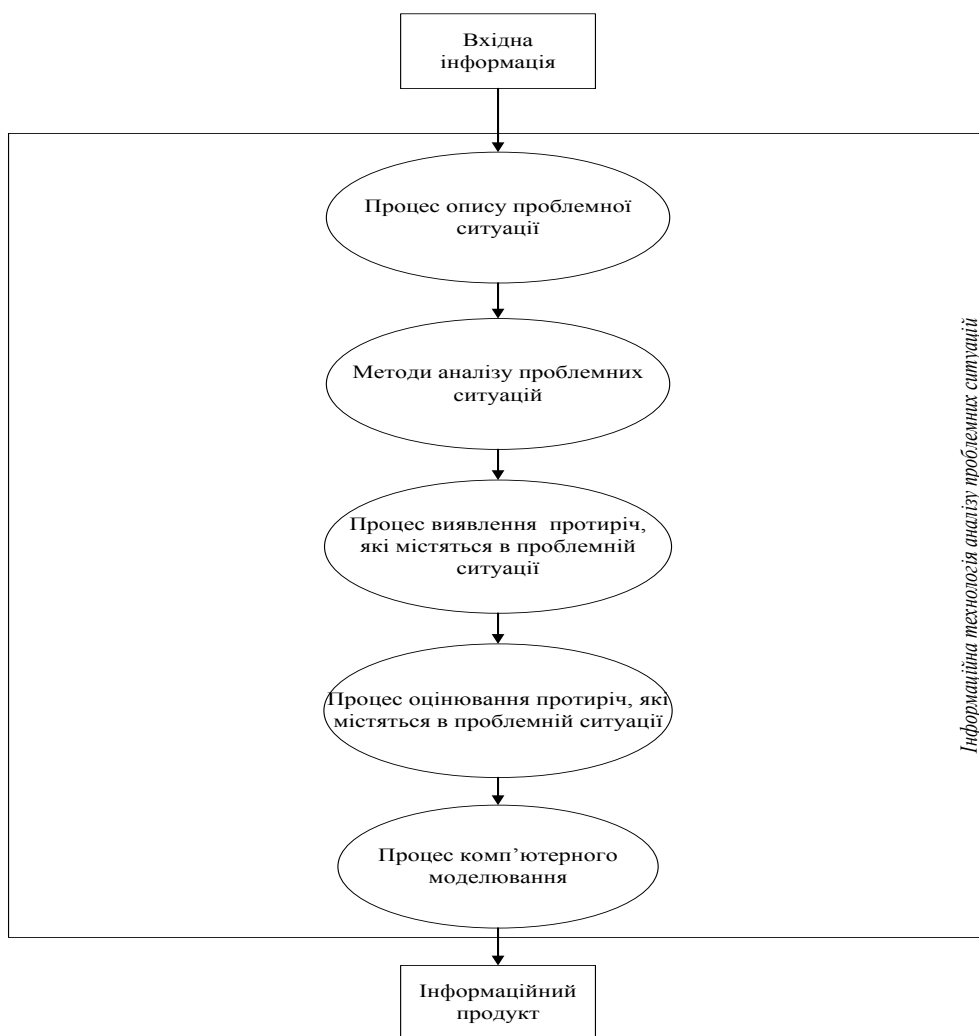 Вхідна
інформація
Процес опису проблемної
ситуації
Методи аналізу проблемних
ситуацій
Процес виявлення протиріч,
які містяться в проблемній
ситуації
Процес оцінювання протиріч, які
містяться в проблемній ситуації
Процес комп’ютерного
моделювання
Інформаційний
продукт
Інформаційна технологія аналізу проблемних ситуацій